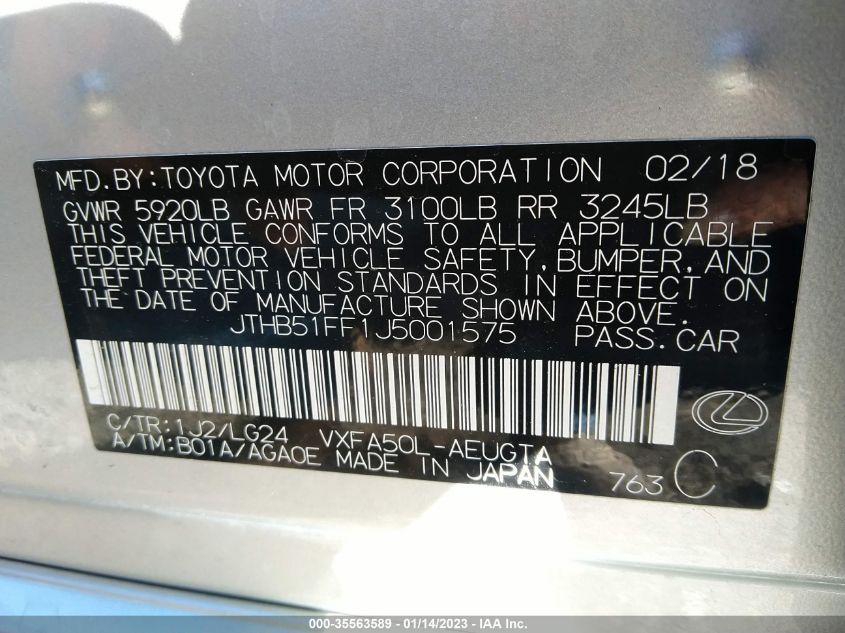 MFD.BY:TOYOTA MOTOR CORPORATION 02/18
GVWR 5920LB GAWR FR 3100LB RR 3245LB
THIS VEHICLE CONFORMS TO ALL APPLICABLE
FEDERAL MOTOR VEHICLE SAFETY,BUMPER,AND
THEFT PREVENTION STANDARDS IN EFFECT ON
THE DATE OF MANUFACTURE SHOWN ABOVE.
JTHB51FF1J5001575 PASS.CAR
C/TR:1J2/LG24 VXFA50L-AEUGTA
A/TM:B01A/AGA0E MADE IN JAPAN 763 C
000-35563589 - 01/14/2023 - IAA Inc.